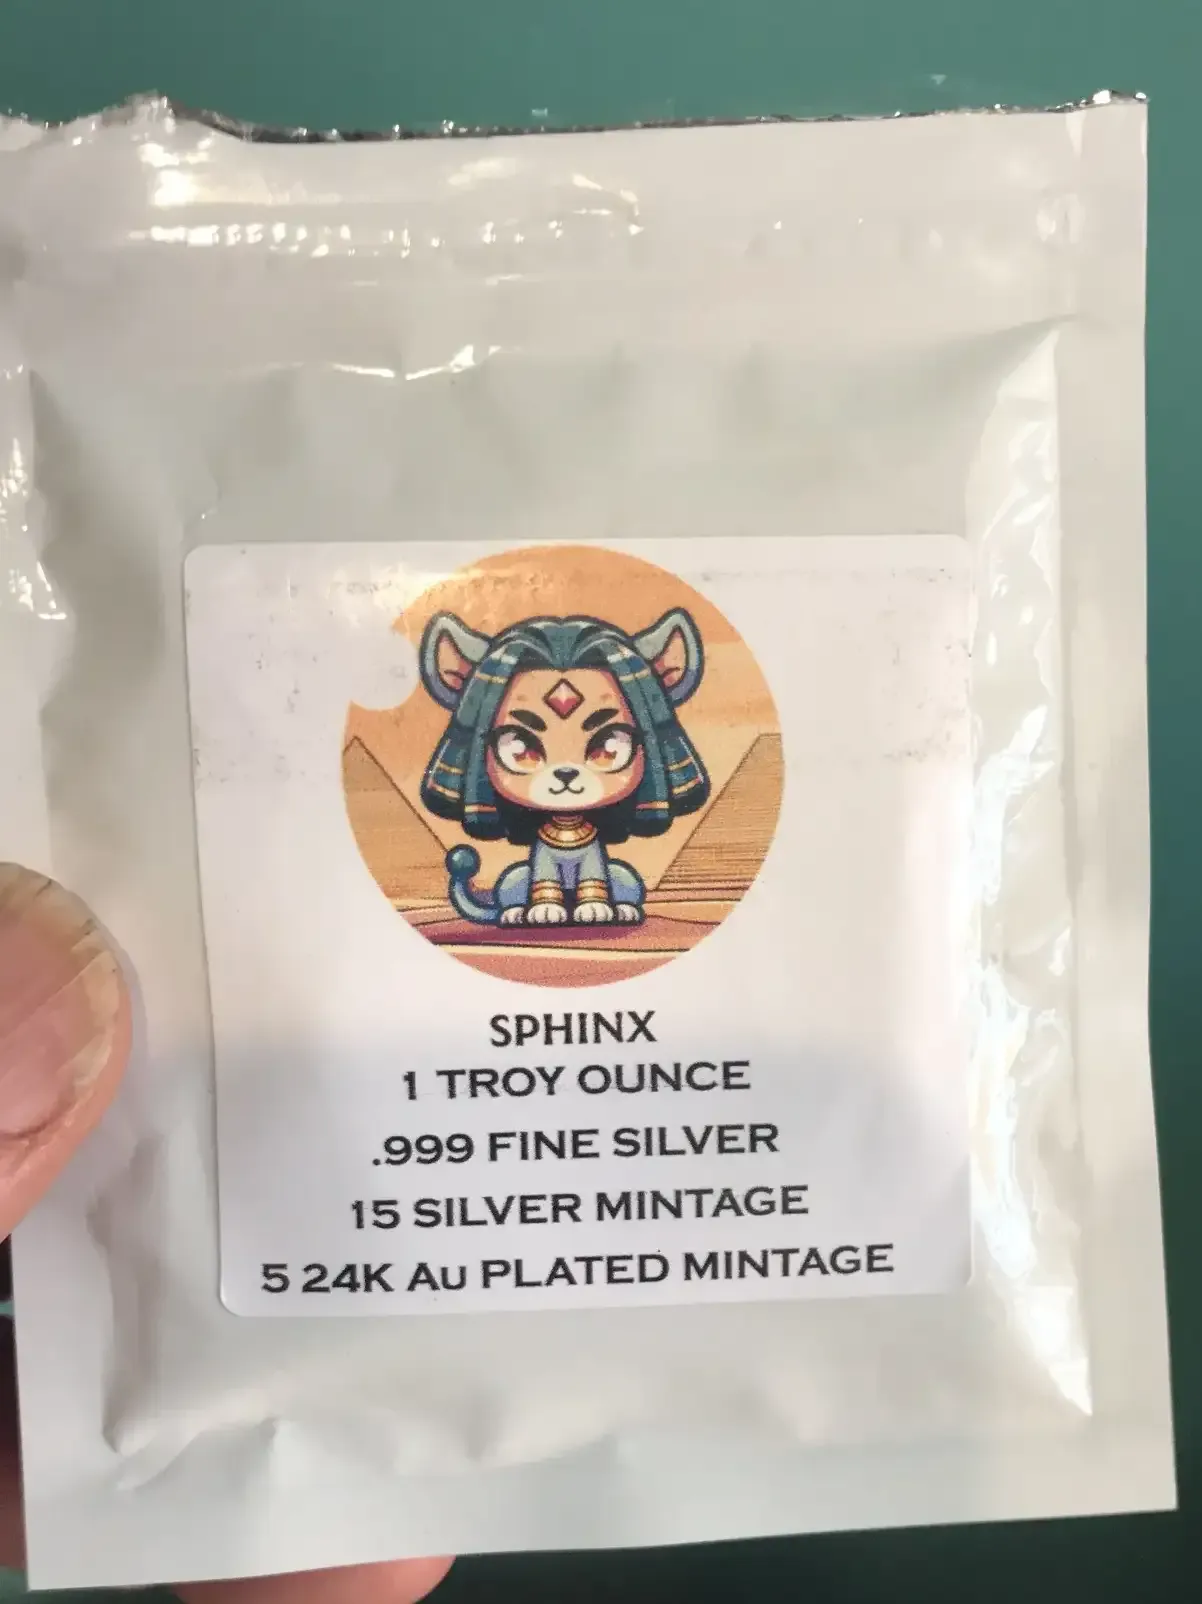 SPHINX
1 TROY OUNCE
.999 FINE SILVER
15 SILVER MINTAGE
5 24K Au PLATED MINTAGE